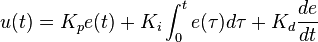 u(t) = K_p e(t) + K_i \int_0^t e(\tau) d\tau + K_d \frac{de}{dt}